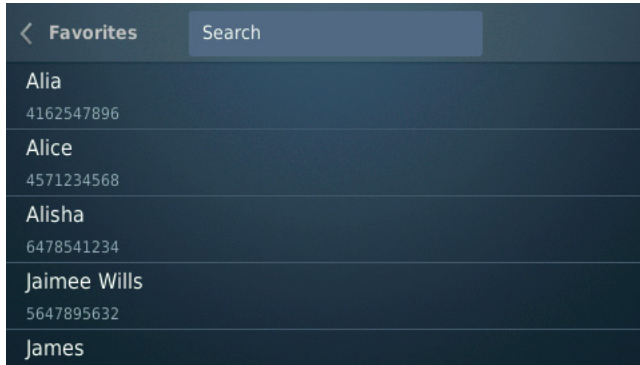 Favorites
Search
Alia
4162547896
Alice
4571234568
Alisha
6478541234
Jaimee Wills
5647895632
James